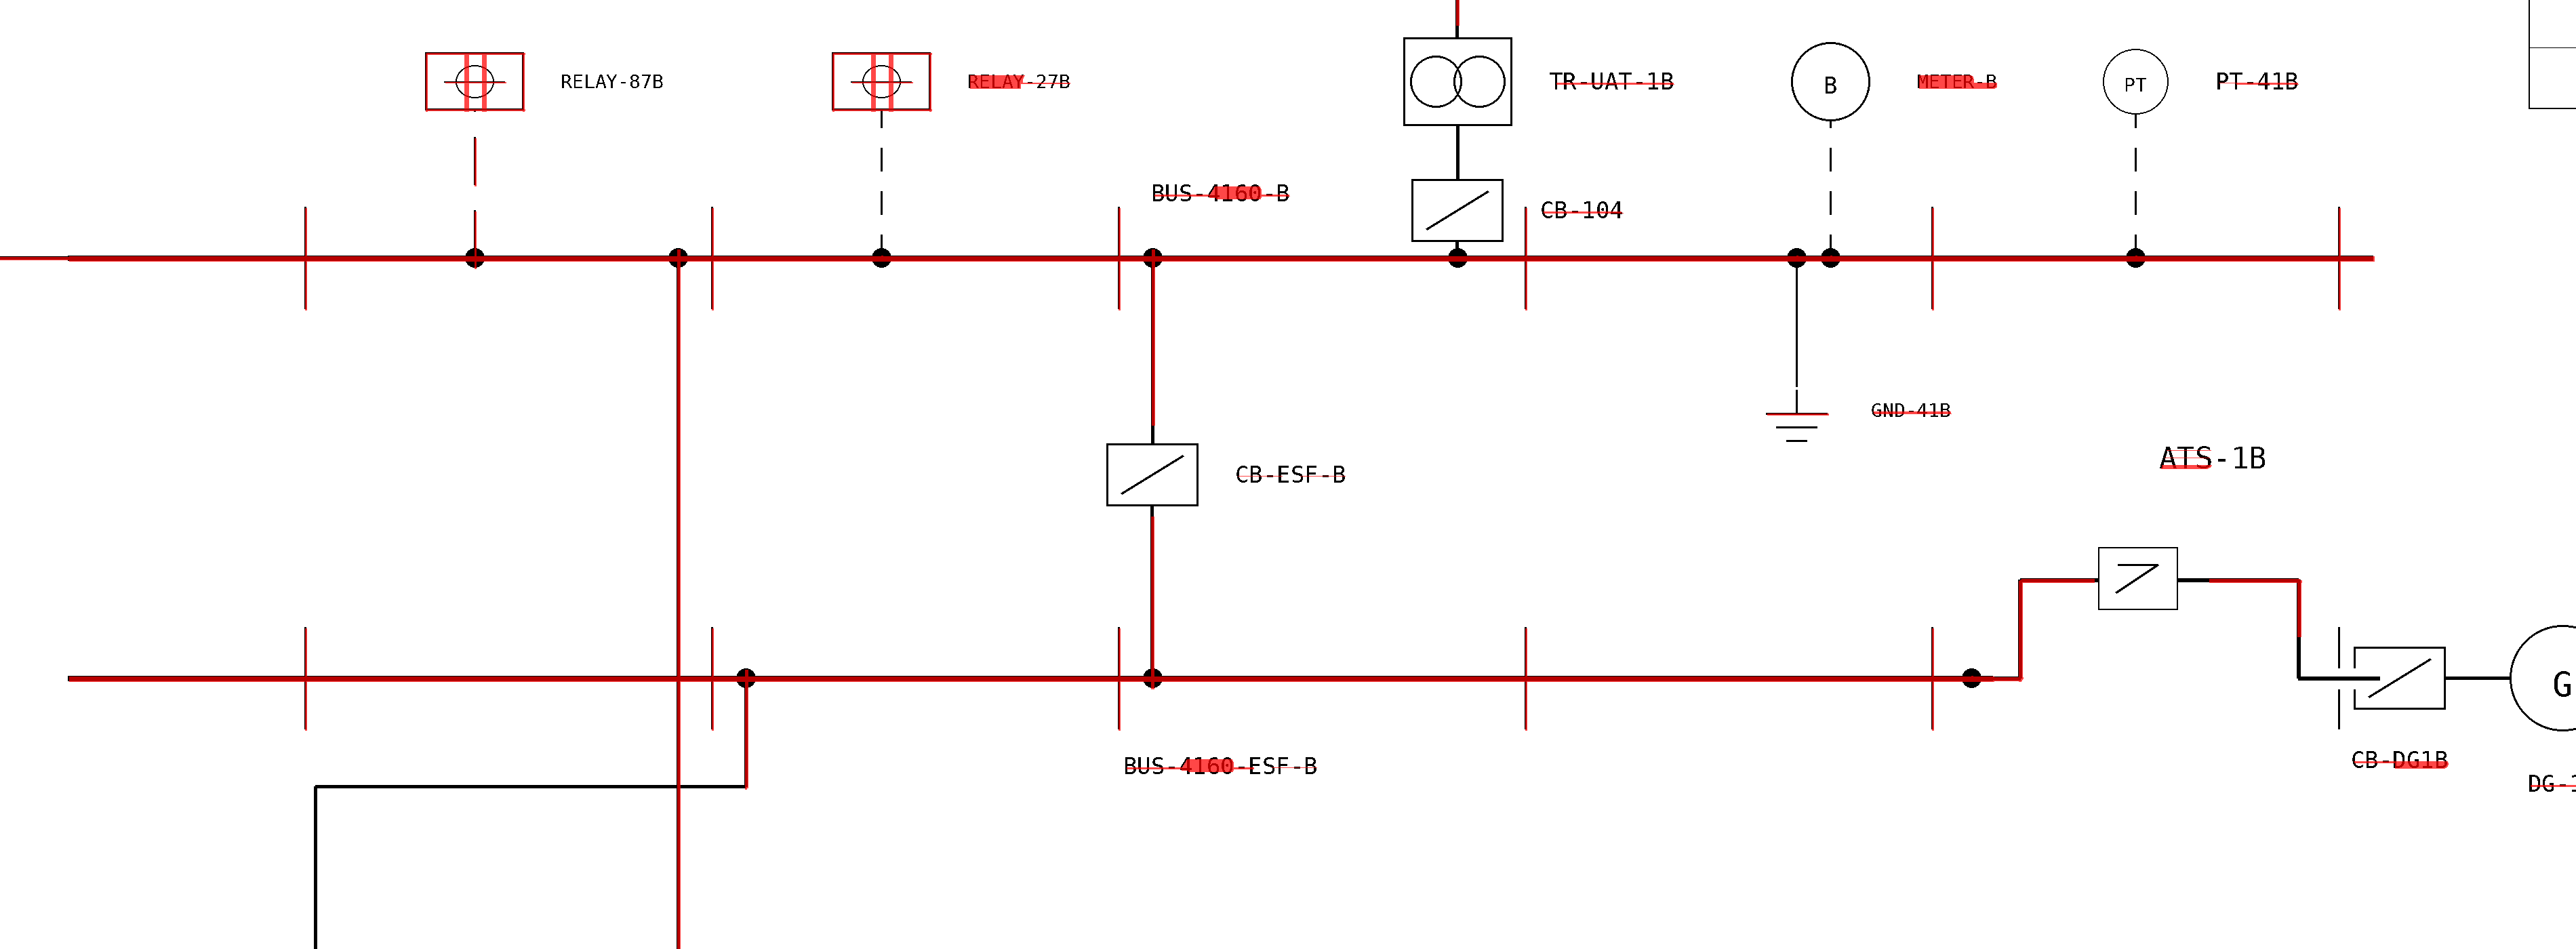 RELAY-87B
RELAY-27B
TR-UAT-1B
B
METER-B
PT
PT-41B
BUS-4160-B
CB-104
GND-41B
ATS-1B
CB-ESF-B
G
BUS-4160-ESF-B
CB-DG1B